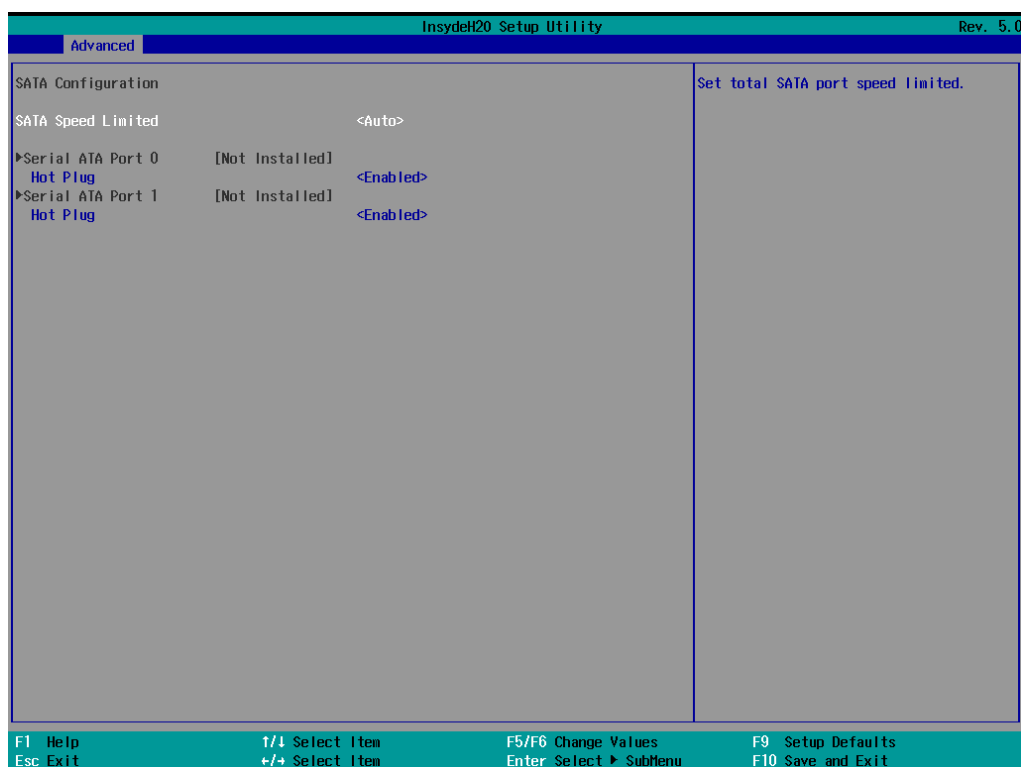 InsydeH20 Setup Utility Rev. 5.0
Advanced
SATA Configuration
Set total SATA port speed limited.
SATA Speed Limited <Auto>
▶Serial ATA Port 0 [Not Installed]
Hot Plug <Enabled>
▶Serial ATA Port 1 [Not Installed]
Hot Plug <Enabled>
F1 Help ↑/↓ Select Item F5/F6 Change Values F9 Setup Defaults
Esc Exit ←/→ Select Item Enter Select ▶ SubMenu F10 Save and Exit